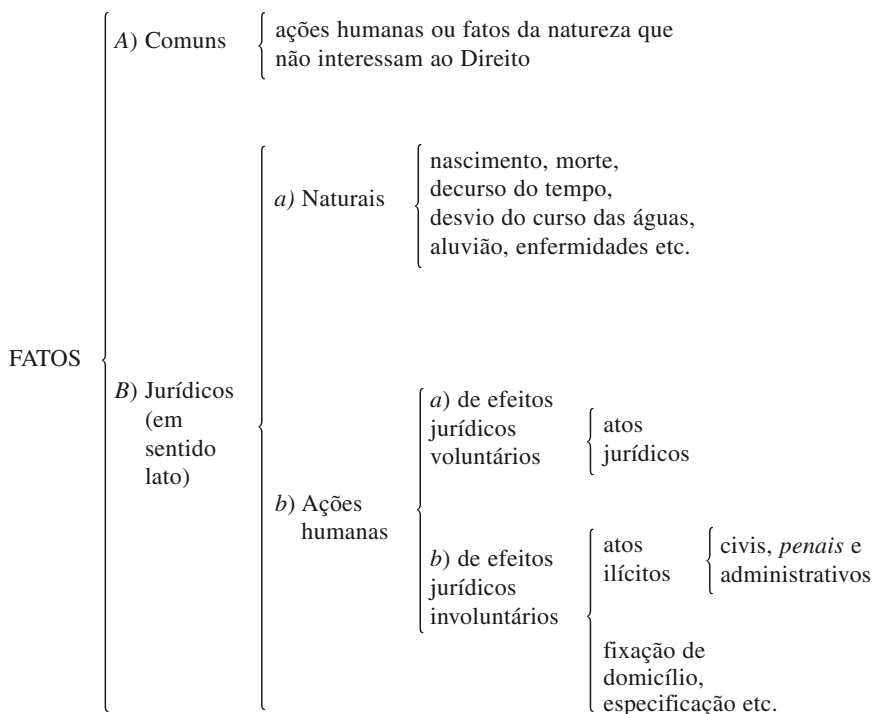 A) Comuns
ações humanas ou fatos da natureza que
não interessam ao Direito
FATOS
B) Jurídicos
(em
sentido
lato)
a) Naturais
nascimento, morte,
decurso do tempo,
desvio do curso das águas,
aluvião, enfermidades etc.
b) Ações
humanas
a) de efeitos
jurídicos
voluntários
atos
jurídicos
b) de efeitos
jurídicos
involuntários
atos
ilícitos
civis, penais e
administrativos
fixação de
domicílio,
especificação etc.